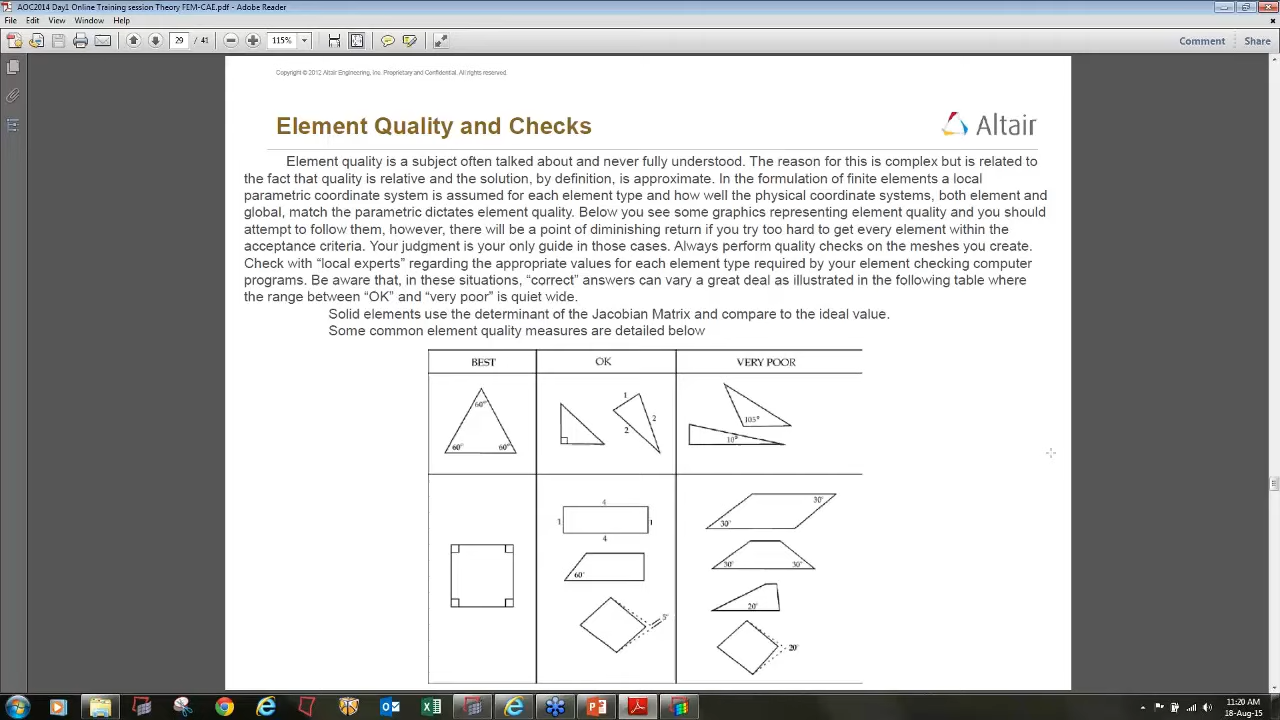 AOC2014 Day1 Online Training session Theory FEM-CAE.pdf - Adobe Reader
File Edit View Window Help
29 / 41 115% Comment Share
Copyright © 2012 Altair Engineering, Inc. Proprietary and Confidential. All rights reserved.
Element Quality and Checks
Altair
Element quality is a subject often talked about and never fully understood. The reason for this is complex but is related to
the fact that quality is relative and the solution, by definition, is approximate. In the formulation of finite elements a local
parametric coordinate system is assumed for each element type and how well the physical coordinate systems, both element and
global, match the parametric dictates element quality. Below you see some graphics representing element quality and you should
attempt to follow them, however, there will be a point of diminishing return if you try too hard to get every element within the
acceptance criteria. Your judgment is your only guide in those cases. Always perform quality checks on the meshes you create.
Check with “local experts” regarding the appropriate values for each element type required by your element checking computer
programs. Be aware that, in these situations, “correct” answers can vary a great deal as illustrated in the following table where
the range between “OK” and “very poor” is quiet wide.
Solid elements use the determinant of the Jacobian Matrix and compare to the ideal value.
Some common element quality measures are detailed below
BEST OK VERY POOR
60° 60° 60°
1 2 2
105° 10°
4 1 1 4
60°
5°
30° 30°
30° 30°
20°
20°
11:20 AM
18-Aug-15